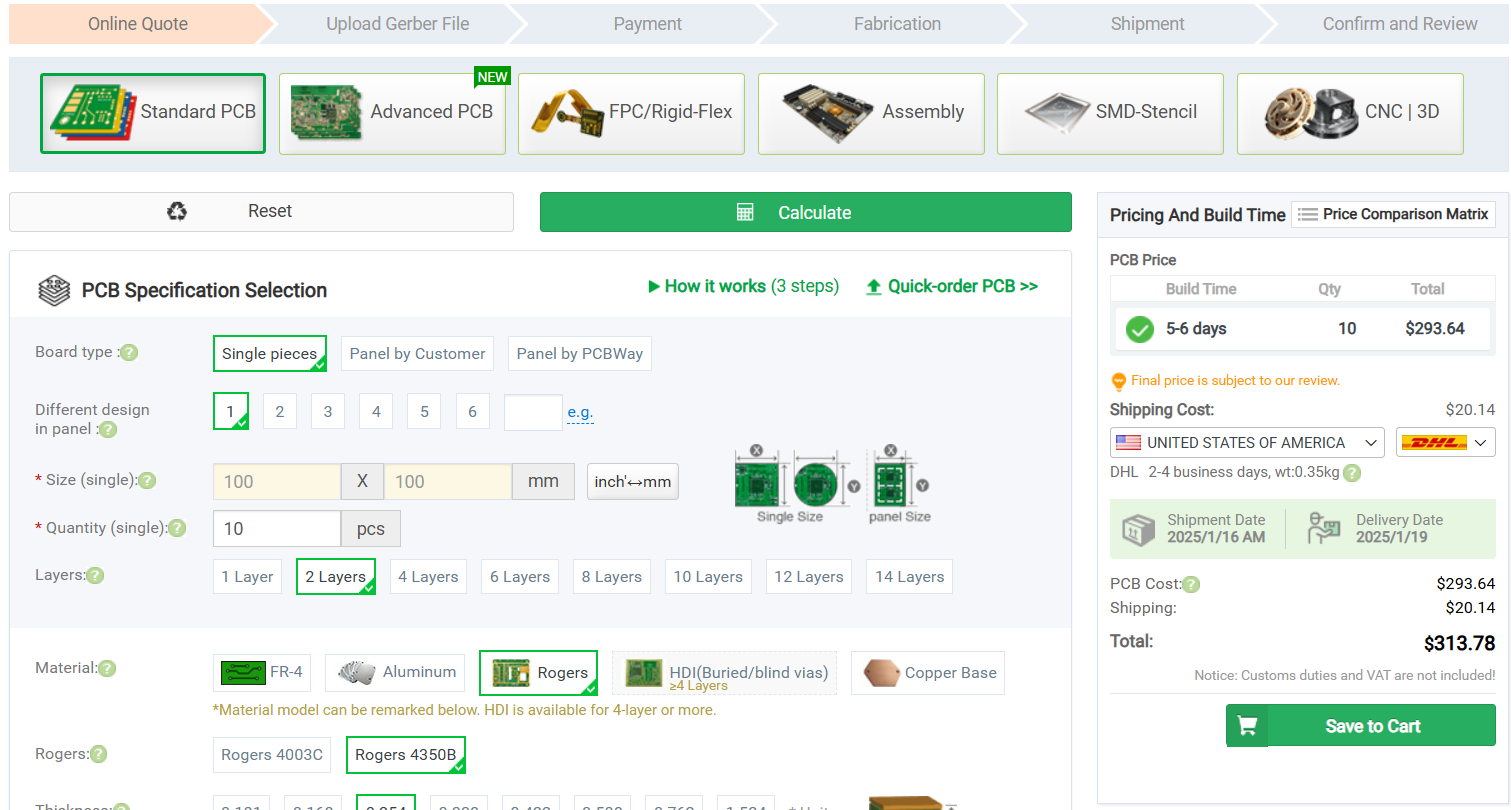 Online Quote
Upload Gerber File
Payment
Fabrication
Shipment
Confirm and Review
Standard PCB
NEW
Advanced PCB
FPC/Rigid-Flex
Assembly
SMD-Stencil
CNC | 3D
Reset
Calculate
PCB Specification Selection
How it works (3 steps)
Quick-order PCB >>
Board type :
Single pieces
Panel by Customer
Panel by PCBWay
Different design
in panel :
1 2 3 4 5 6 e.g.
* Size (single):
100 X 100 mm
inch'↔mm
X X
Y Y
Single Size
panel Size
* Quantity (single):
10 pcs
Layers:
1 Layer
2 Layers
4 Layers
6 Layers
8 Layers
10 Layers
12 Layers
14 Layers
Material:
FR-4
Aluminum
Rogers
HDI(Buried/blind vias)
≥4 Layers
Copper Base
*Material model can be remarked below. HDI is available for 4-layer or more.
Rogers:
Rogers 4003C
Rogers 4350B
Pricing And Build Time
Price Comparison Matrix
PCB Price
Build Time Qty Total
5-6 days 10 $293.64
Final price is subject to our review.
Shipping Cost: $20.14
UNITED STATES OF AMERICA
DHL
DHL 2-4 business days, wt:0.35kg
Shipment Date
2025/1/16 AM
Delivery Date
2025/1/19
PCB Cost: $293.64
Shipping: $20.14
Total: $313.78
Notice: Customs duties and VAT are not included!
Save to Cart